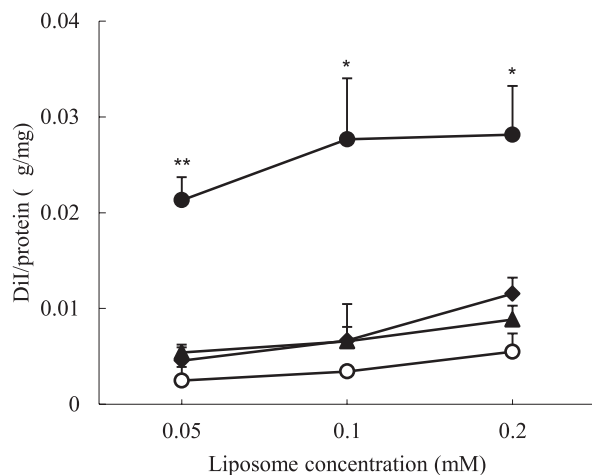 0.04
*
*
0.03
**
0.02
0.01
0
0.05 0.1 0.2
DiI/protein ( g/mg)
Liposome concentration (mM)